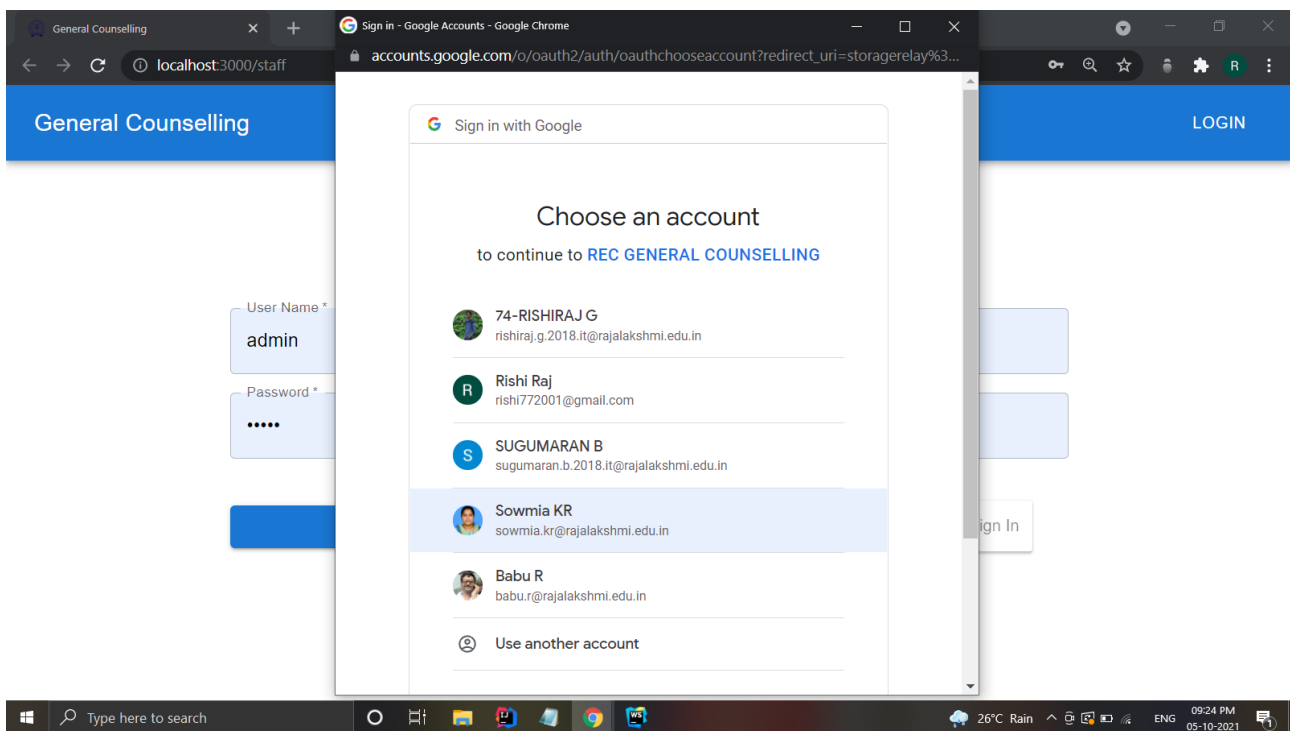 General Counselling
Sign in - Google Accounts - Google Chrome
localhost:3000/staff
accounts.google.com/o/oauth2/auth/oauthchooseaccount?redirect_uri=storagerelay%3...
R
General Counselling
LOGIN
Sign in with Google
Choose an account
to continue to REC GENERAL COUNSELLING
User Name *
admin
Password *
•••••
74-RISHIRAJ G
rishiraj.g.2018.it@rajalakshmi.edu.in
R
Rishi Raj
rishi772001@gmail.com
S
SUGUMARAN B
sugumaran.b.2018.it@rajalakshmi.edu.in
Sowmia KR
sowmia.kr@rajalakshmi.edu.in
ign In
Babu R
babu.r@rajalakshmi.edu.in
Use another account
Type here to search
26°C Rain
ENG
09:24 PM
05-10-2021